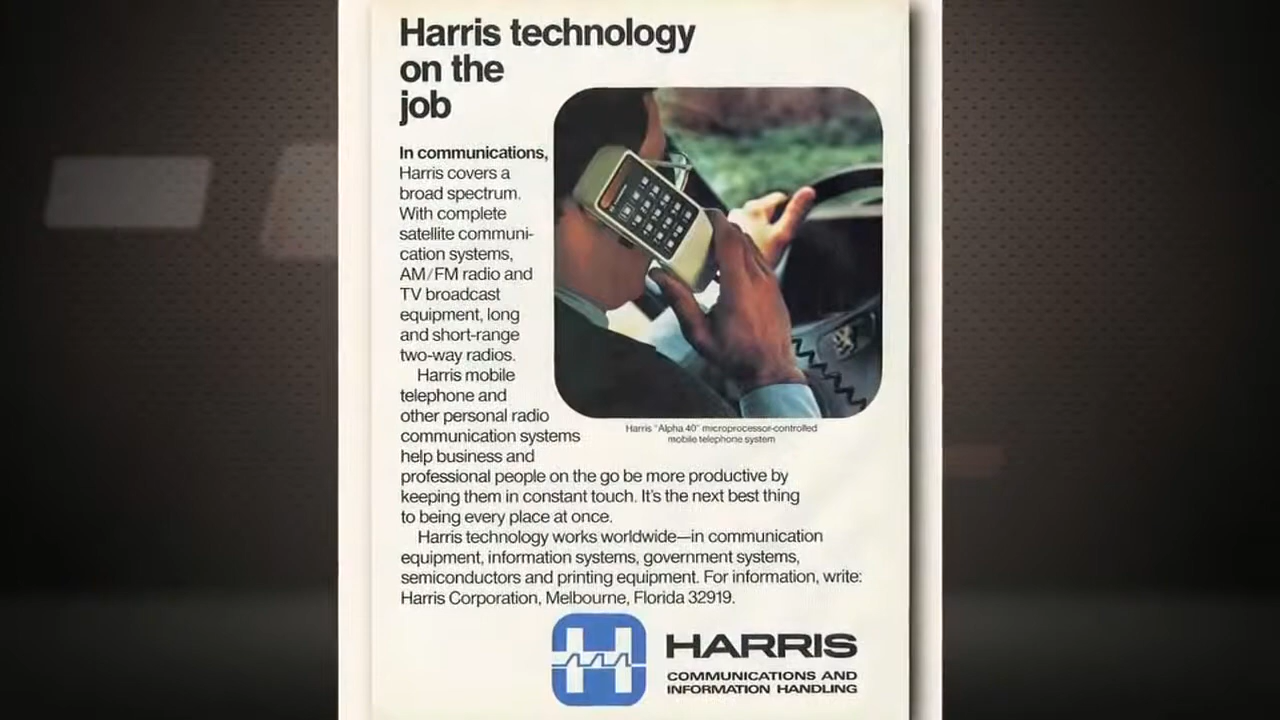 Harris technology
on the
job
In communications,
Harris covers a
broad spectrum.
With complete
satellite communi-
cation systems,
AM/FM radio and
TV broadcast
equipment, long
and short-range
two-way radios.
Harris mobile
telephone and
other personal radio
communication systems
help business and
professional people on the go be more productive by
keeping them in constant touch. It's the next best thing
to being every place at once.
Harris technology works worldwide—in communication
equipment, information systems, government systems,
semiconductors and printing equipment. For information, write:
Harris Corporation, Melbourne, Florida 32919.
Harris "Alpha 40" microprocessor-controlled
mobile telephone system
H
HARRIS
COMMUNICATIONS AND
INFORMATION HANDLING